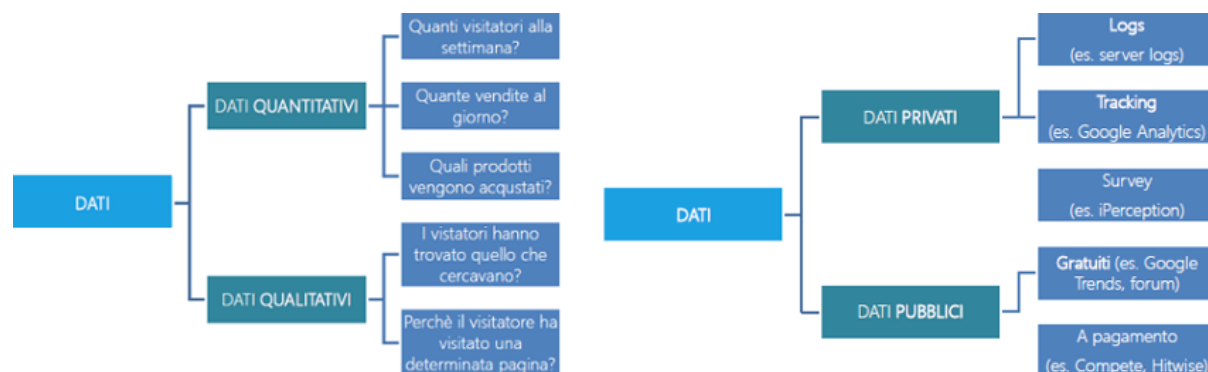 DATI
DATI QUANTITATIVI
Quanti visitatori alla
settimana?
Quante vendite al
giorno?
Quali prodotti
vengono acqustati?
DATI QUALITATIVI
I vistatori hanno
trovato quello che
cercavano?
Perchè il visitatore ha
visitato una
determinata pagina?
DATI
DATI PRIVATI
Logs
(es. server logs)
Tracking
(es. Google Analytics)
Survey
(es. iPerception)
DATI PUBBLICI
Gratuiti (es. Google
Trends, forum)
A pagamento
(es. Compete, Hitwise)